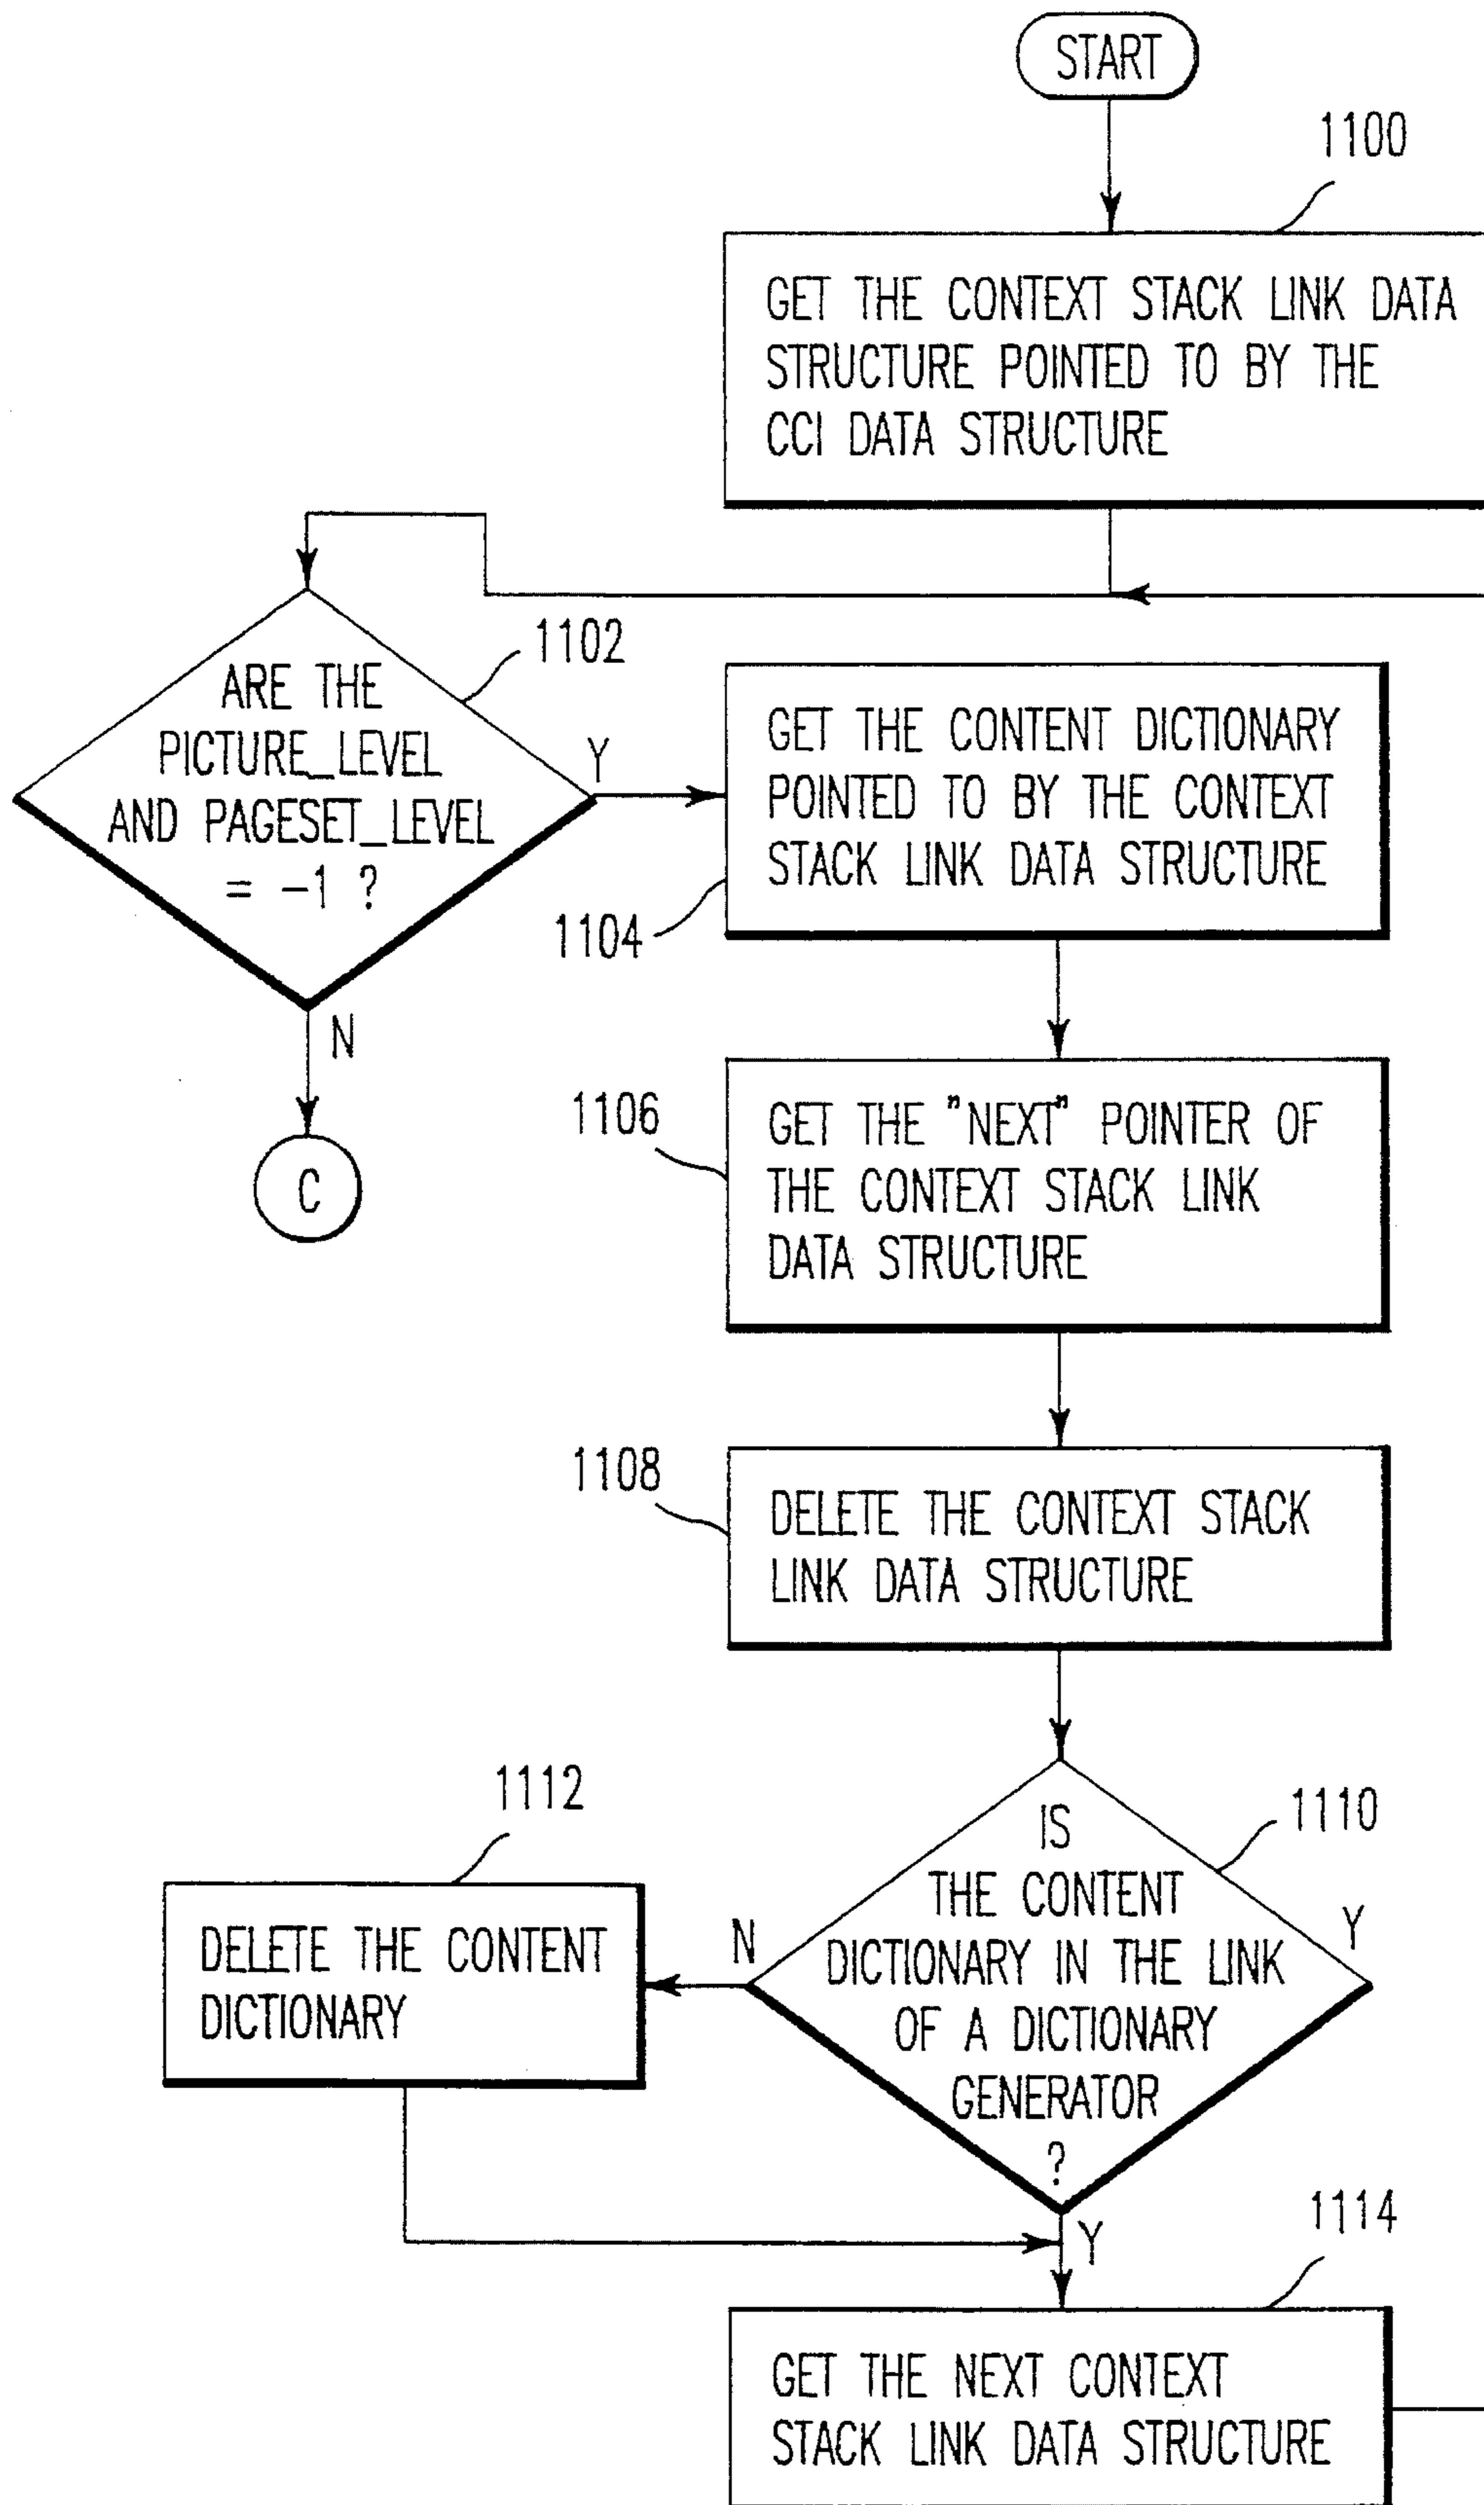 START
1100
GET THE CONTEXT STACK LINK DATA
STRUCTURE POINTED TO BY THE
CCI DATA STRUCTURE
1102
ARE THE
PICTURE_LEVEL
AND PAGESET_LEVEL
= -1 ?
Y
N
C
GET THE CONTENT DICTIONARY
POINTED TO BY THE CONTEXT
STACK LINK DATA STRUCTURE
1104
1106
GET THE "NEXT" POINTER OF
THE CONTEXT STACK LINK
DATA STRUCTURE
1108
DELETE THE CONTEXT STACK
LINK DATA STRUCTURE
1110
IS
THE CONTENT
DICTIONARY IN THE LINK
OF A DICTIONARY
GENERATOR
?
Y
N
1112
DELETE THE CONTENT
DICTIONARY
Y
1114
GET THE NEXT CONTEXT
STACK LINK DATA STRUCTURE